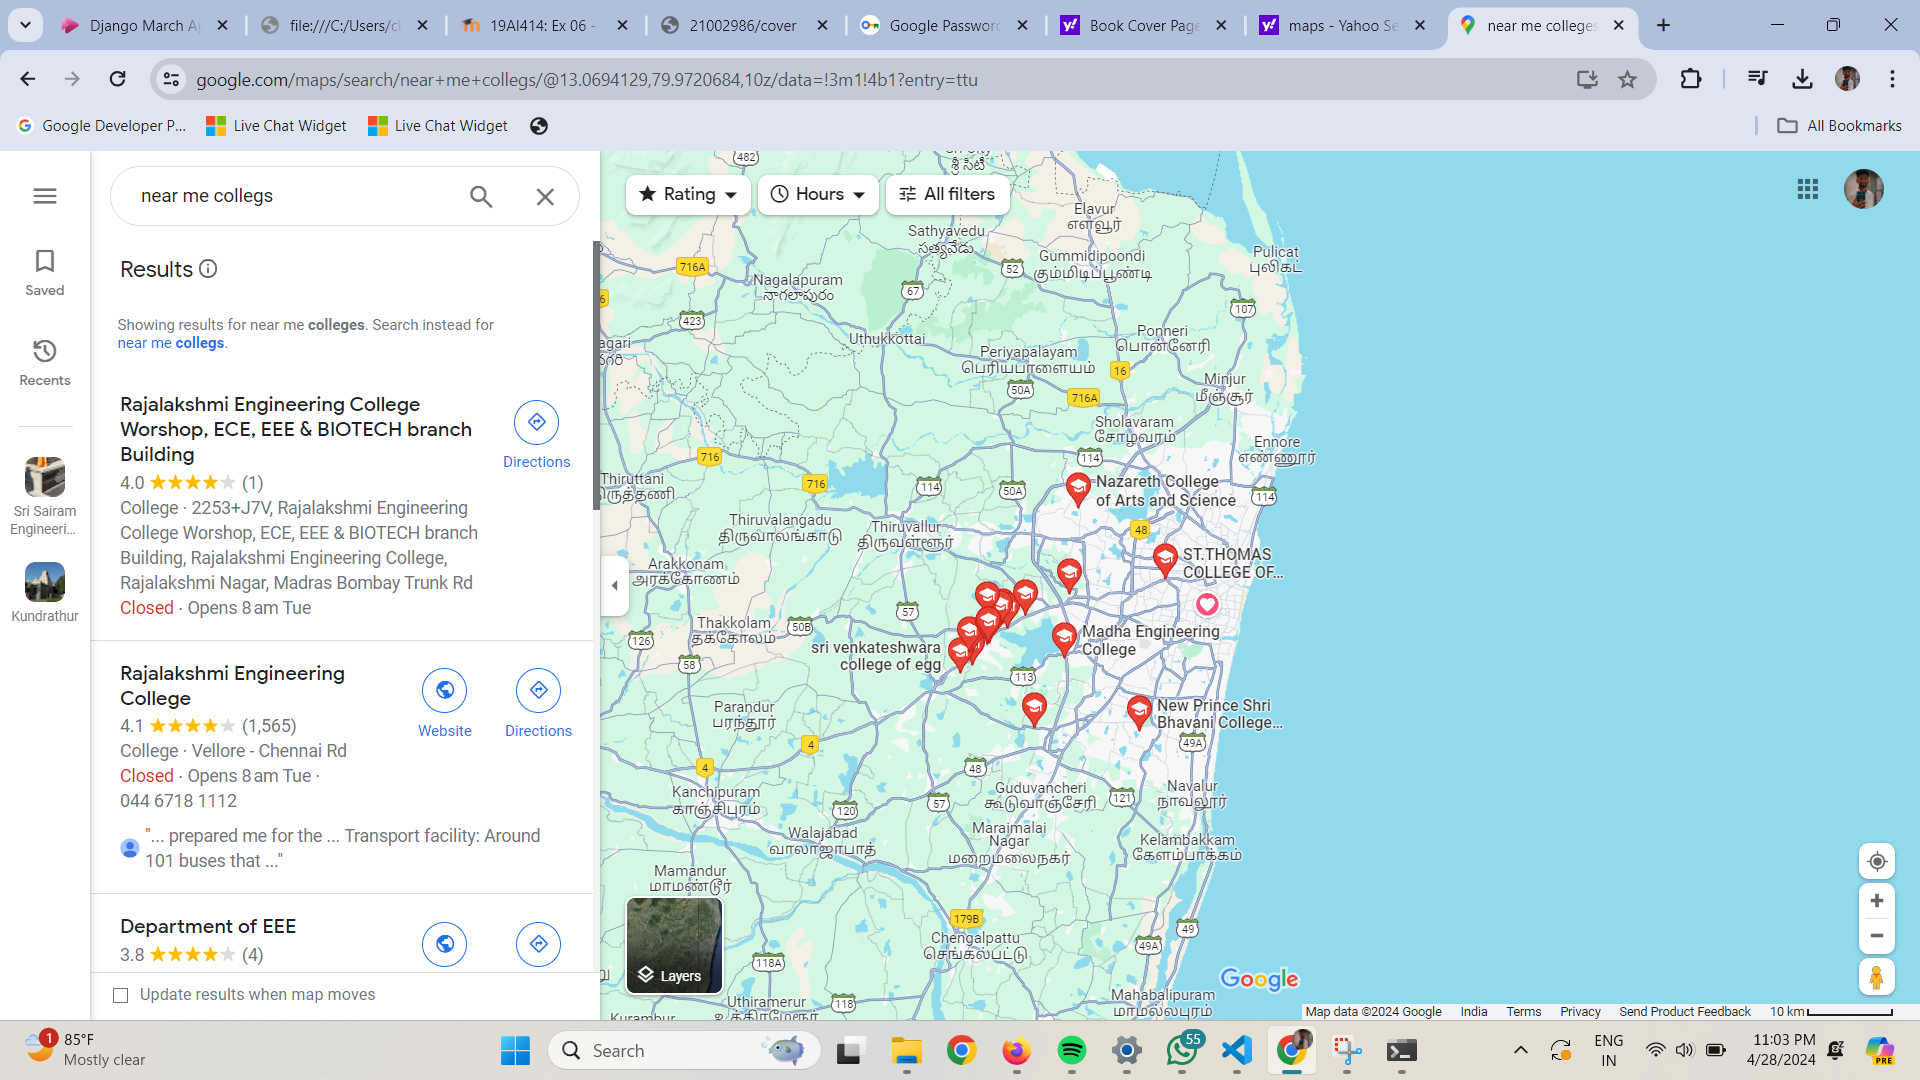 Django March Ap
file:///C:/Users/cl
19AI414: Ex 06 -
21002986/cover
Google Password
Book Cover Page
maps - Yahoo Se
near me colleges
google.com/maps/search/near+me+collegs/@13.0694129,79.9720684,10z/data=!3m1!4b1?entry=ttu
Google Developer P...
Live Chat Widget
Live Chat Widget
All Bookmarks
near me collegs
Saved
Recents
Sri Sairam
Engineeri...
Kundrathur
Results
Showing results for near me colleges. Search instead for
near me collegs.
Rajalakshmi Engineering College
Worshop, ECE, EEE & BIOTECH branch
Building
4.0 (1)
College · 2253+J7V, Rajalakshmi Engineering
College Worshop, ECE, EEE & BIOTECH branch
Building, Rajalakshmi Engineering College,
Rajalakshmi Nagar, Madras Bombay Trunk Rd
Closed · Opens 8 am Tue
Directions
Rajalakshmi Engineering
College
4.1 (1,565)
College · Vellore - Chennai Rd
Closed · Opens 8 am Tue ·
044 6718 1112
Website
Directions
"... prepared me for the ... Transport facility: Around
101 buses that ..."
Department of EEE
3.8 (4)
Update results when map moves
Rating
Hours
All filters
482
శ్రీ సిటీ
Elavur
எளவூர்
Sathyavedu
సత్యవేడు
Gummidipoondi
கும்மிடிப்பூண்டி
Pulicat
புலிகட்
716A
52
Nagalapuram
నాగలాపురం
67
107
423
Uthukkottai
Ponneri
பொன்னேரி
Periyapalayam
பெரியபாளையம்
16
50A
716A
Minjur
மீஞ்சூர்
Sholavaram
சோழவரம்
Ennore
எண்ணூர்
716
114
Thiruttani
716
114
50A
Nazareth College
of Arts and Science
114
Thiruvalangadu
திருவாலங்காடு
Thiruvallur
திருவள்ளூர்
48
ST.THOMAS
COLLEGE OF...
Arakkonam
அரக்கோணம்
57
Thakkolam
தக்கோலம்
50B
126
58
sri venkateshwara
college of egg
Madha Engineering
College
113
Parandur
பரந்தூர்
New Prince Shri
Bhavani College...
4
49A
4
48
Kanchipuram
காஞ்சிபுரம்
Guduvancheri
கூடுவாஞ்சேரி
121
Navalur
நாவலூர்
57
120
Walajabad
வாலாஜாபாத்
Maraimalai
Nagar
மறைமலைநகர்
Kelambakkam
கேளம்பாக்கம்
Mamandur
மாமண்டூர்
179B
49
Chengalpattu
செங்கல்பட்டு
49A
118A
Layers
Google
Uthiramerur
118
Mahabalipuram
மாமல்லபுரம்
Map data ©2024 Google
India
Terms
Privacy
Send Product Feedback
10 km
1
85°F
Mostly clear
Search
55
ENG
IN
11:03 PM
4/28/2024
PRE